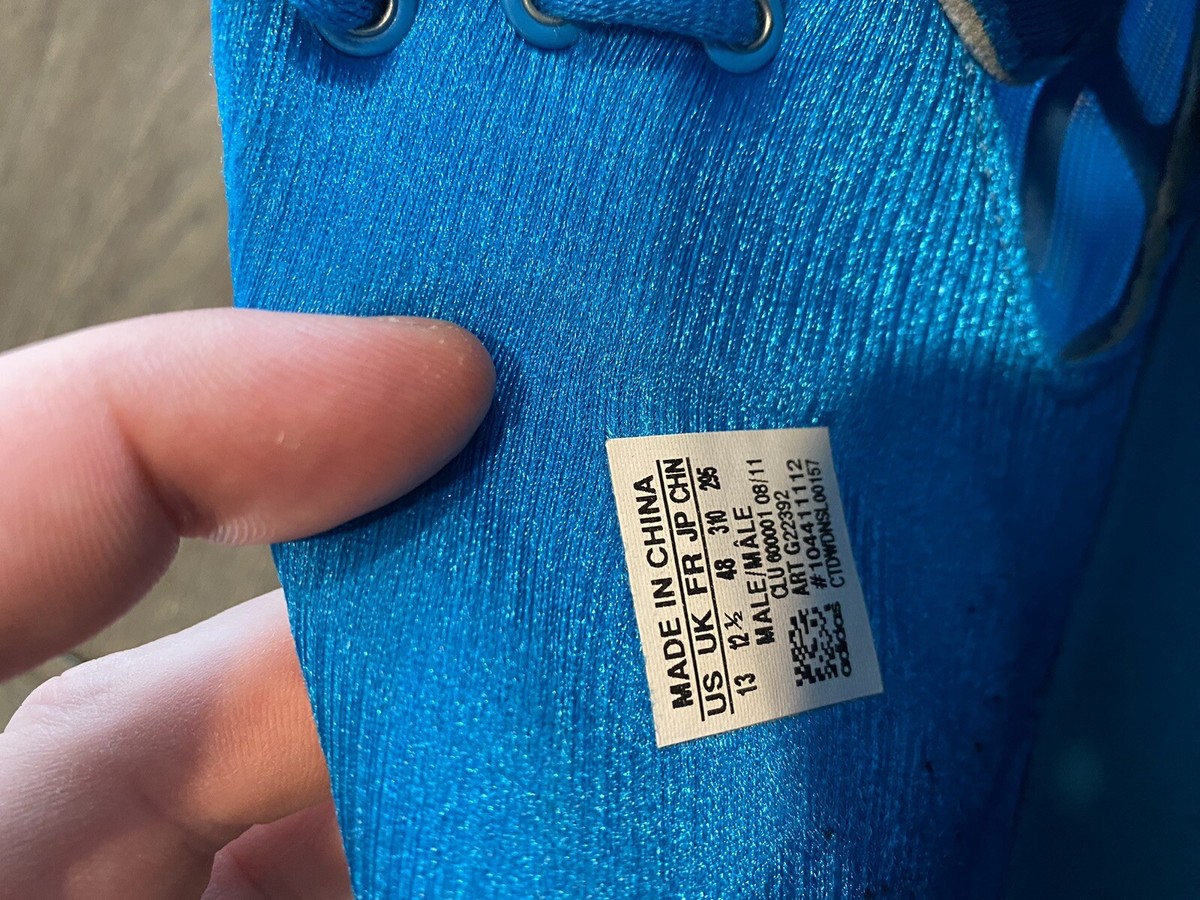 MADE IN CHINA
US UK FR JP CHN
13 12 ½ 48 310 295
MALE/MÂLE
CLU 600001 08/11
ART G22392
# 104411112
CTDWDNSL00157
adidas